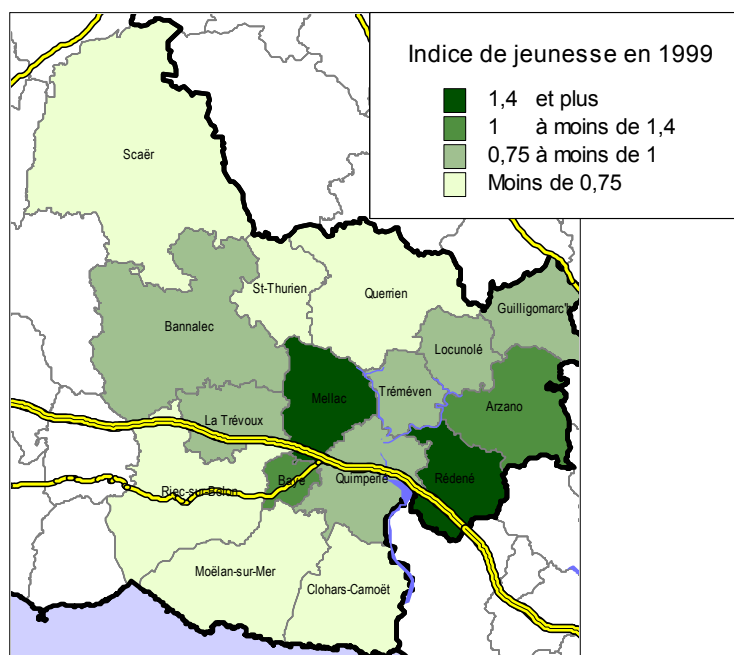 Indice de jeunesse en 1999
1,4 et plus
1 à moins de 1,4
0,75 à moins de 1
Moins de 0,75
Scaër
St-Thurien
Querrien
Guilligomarc'h
Bannalec
Locunolé
Mellac
Tréméven
Arzano
La Trévoux
Riec-sur-Bélon
Baye
Quimperlé
Rédené
Moëlan-sur-Mer
Clohars-Carnoët